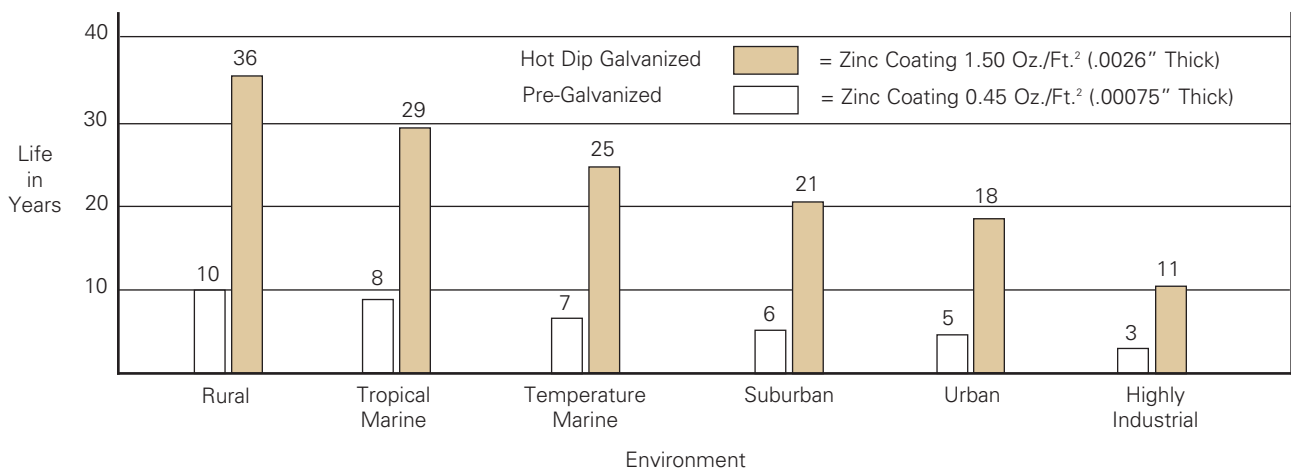 40
30
20
10
Life
in
Years
Hot Dip Galvanized = Zinc Coating 1.50 Oz./Ft.² (.0026” Thick)
Pre-Galvanized = Zinc Coating 0.45 Oz./Ft.² (.00075” Thick)
10 36
8 29
7 25
6 21
5 18
3 11
Rural
Tropical
Marine
Temperature
Marine
Suburban
Urban
Highly
Industrial
Environment